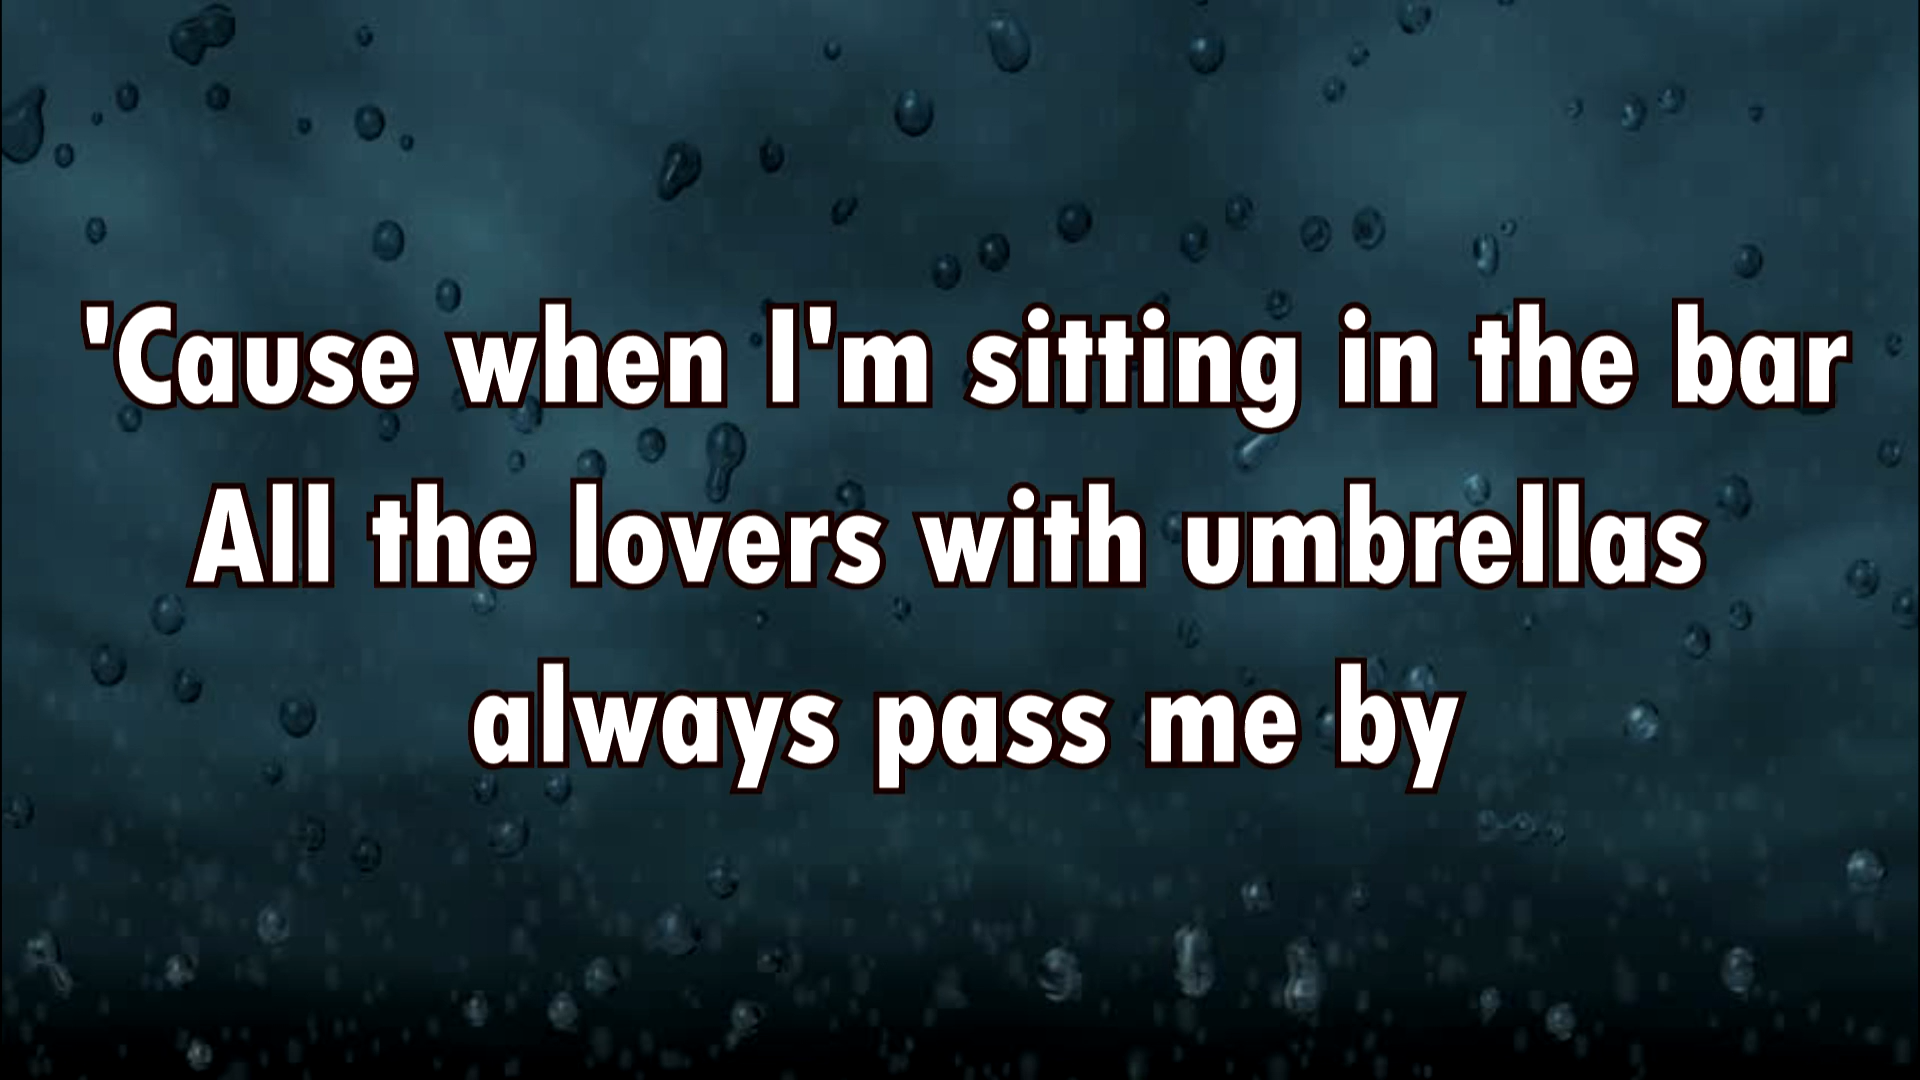 'Cause when I'm sitting in the bar
All the lovers with umbrellas
always pass me by